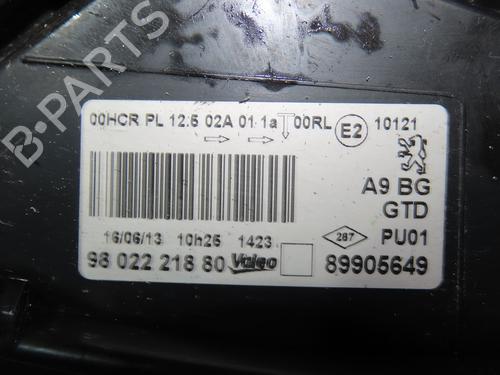 00HCR PL 12.5 02A 01 1a 00RL E2 10121
A9 BG
GTD
287 PU01
16/06/13 10h25 1423
98 022 218 80 Valeo 89905649